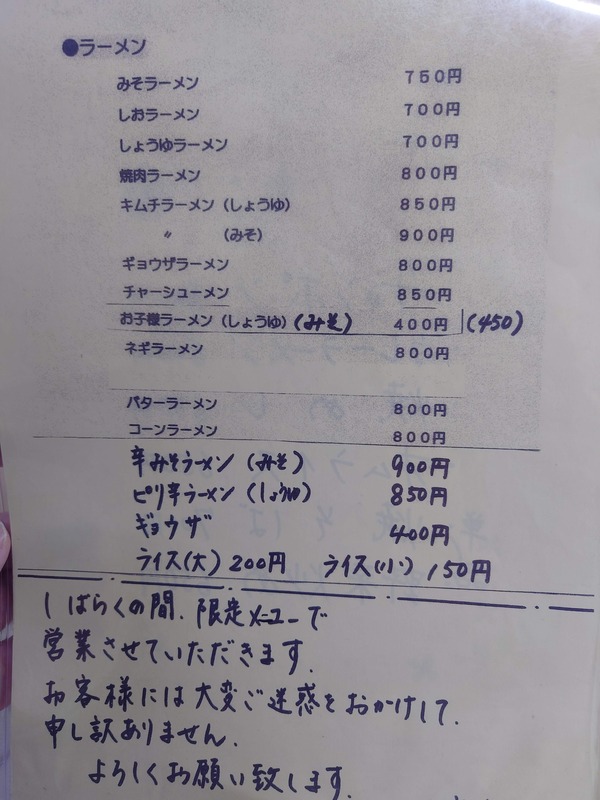 ●ラーメン
みそラーメン 750円
しおラーメン 700円
しょうゆラーメン 700円
焼肉ラーメン 800円
キムチラーメン（しょうゆ） 850円
〃 （みそ） 900円
ギョウザラーメン 800円
チャーシューメン 850円
お子様ラーメン（しょうゆ）（みそ） 400円 (450)
ネギラーメン 800円
バターラーメン 800円
コーンラーメン 800円
辛みそラーメン（みそ） 900円
ピリ辛ラーメン（しょうゆ） 850円
ギョウザ 400円
ライス(大) 200円 ライス(小) 150円
しばらくの間、限定メニューで
営業させていただきます。
お客様には大変ご迷惑をおかけして、
申し訳ありません。
よろしくお願い致します。